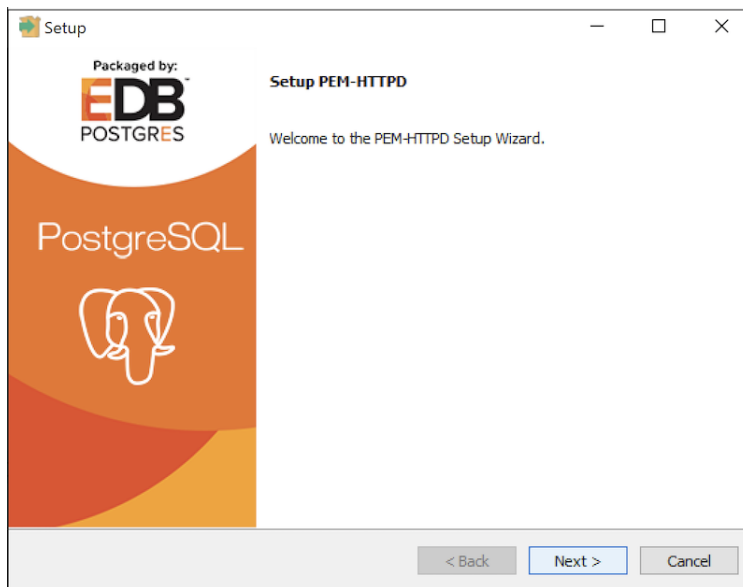 Setup
Packaged by:
EDB
POSTGRES
Setup PEM-HTTPD
Welcome to the PEM-HTTPD Setup Wizard.
PostgreSQL
< Back
Next >
Cancel